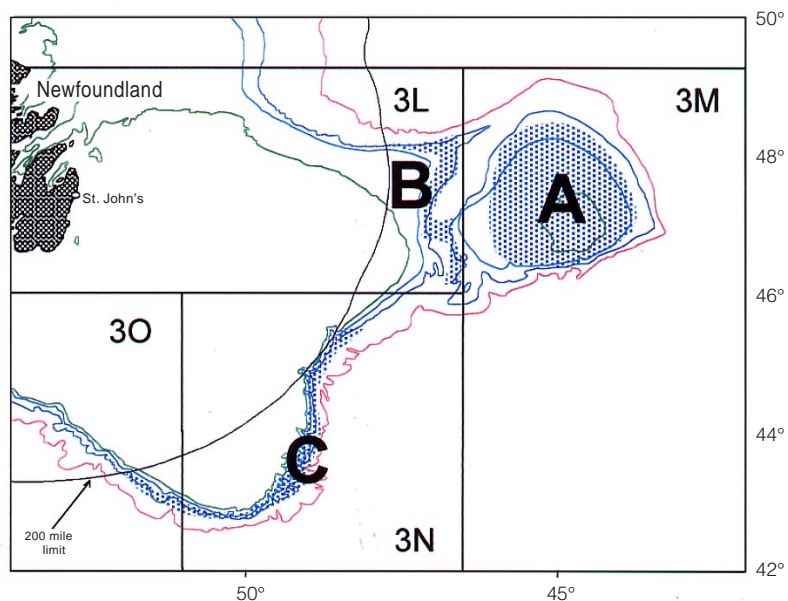 50°
Newfoundland
3L
3M
48°
B
A
St. John's
46°
3O
44°
C
200 mile
limit
3N
42°
50°
45°